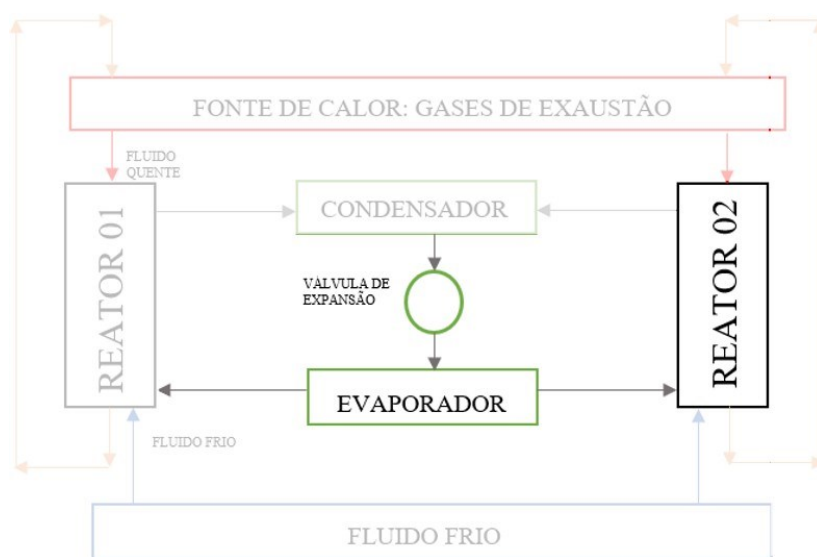 FONTE DE CALOR: GASES DE EXAUSTÃO
FLUIDO
QUENTE
REATOR 01
CONDENSADOR
REATOR 02
VÁLVULA DE
EXPANSÃO
EVAPORADOR
FLUIDO FRIO
FLUIDO FRIO